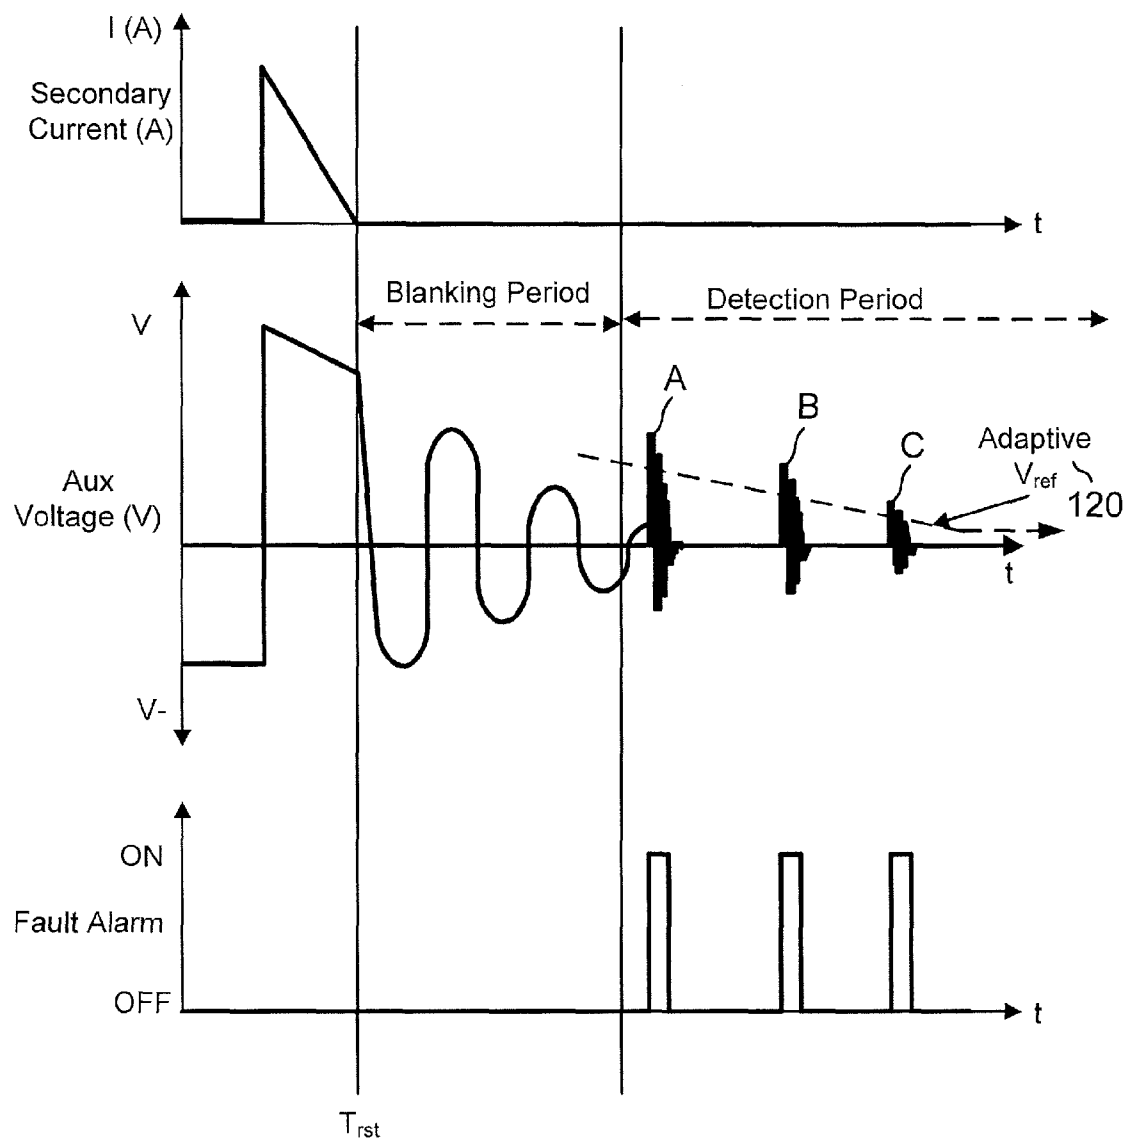 I (A)
Secondary
Current (A)
t
Blanking Period
Detection Period
V
A
B
C
Adaptive
Vref
120
Aux
Voltage (V)
t
V-
ON
Fault Alarm
OFF
t
Trst